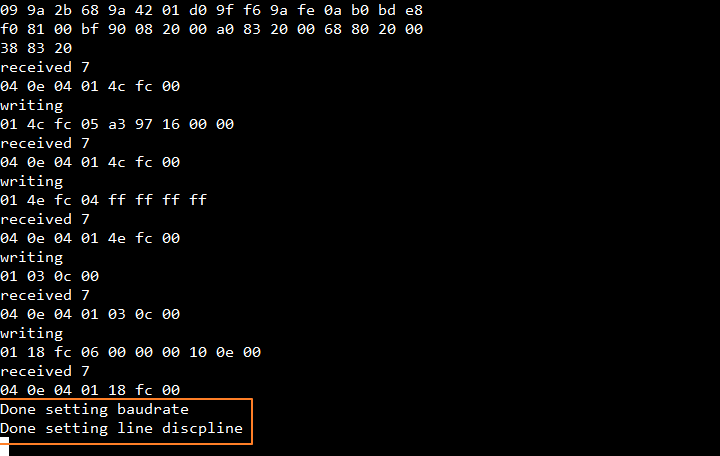 09 9a 2b 68 9a 42 01 d0 9f f6 9a fe 0a b0 bd e8
f0 81 00 bf 90 08 20 00 a0 83 20 00 68 80 20 00
38 83 20
received 7
04 0e 04 01 4c fc 00
writing
01 4c fc 05 a3 97 16 00 00
received 7
04 0e 04 01 4c fc 00
writing
01 4e fc 04 ff ff ff ff
received 7
04 0e 04 01 4e fc 00
writing
01 03 0c 00
received 7
04 0e 04 01 03 0c 00
writing
01 18 fc 06 00 00 00 10 0e 00
received 7
04 0e 04 01 18 fc 00
Done setting baudrate
Done setting line discpline